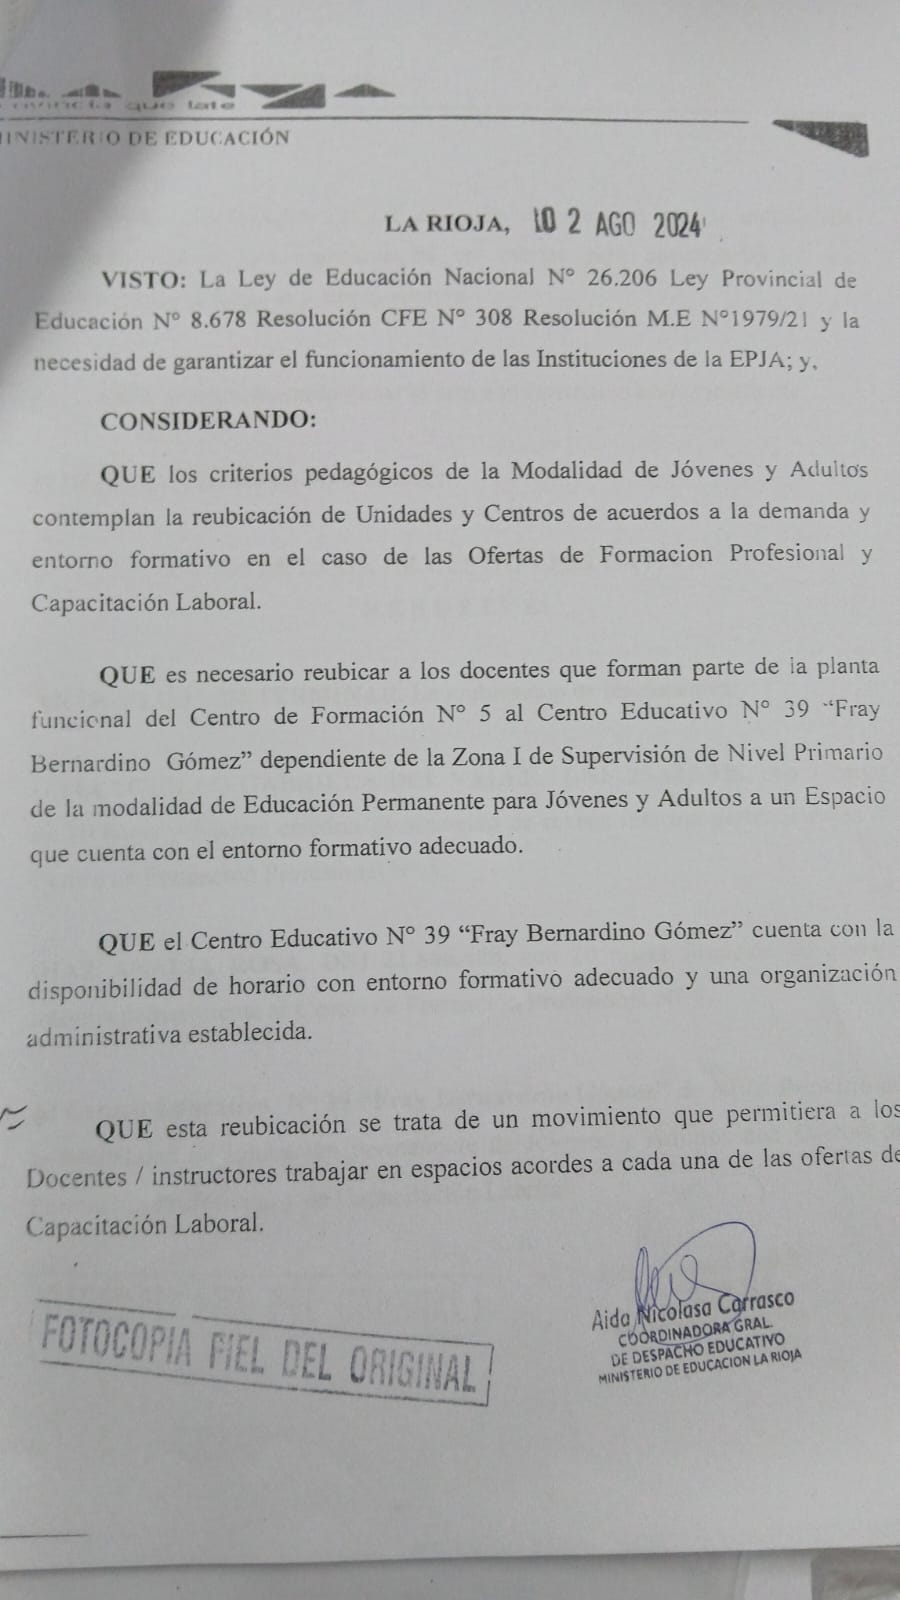 que late
MINISTERIO DE EDUCACIÓN
LA RIOJA, 02 AGO 2024
VISTO: La Ley de Educación Nacional N° 26.206 Ley Provincial de
Educación N° 8.678 Resolución CFE N° 308 Resolución M.E N°1979/21 y la
necesidad de garantizar el funcionamiento de las Instituciones de la EPJA; y,
CONSIDERANDO:
QUE los criterios pedagógicos de la Modalidad de Jóvenes y Adultos
contemplan la reubicación de Unidades y Centros de acuerdos a la demanda y
entorno formativo en el caso de las Ofertas de Formacion Profesional y
Capacitación Laboral.
QUE es necesario reubicar a los docentes que forman parte de la planta
funcional del Centro de Formación N° 5 al Centro Educativo N° 39 “Fray
Bernardino Gómez” dependiente de la Zona I de Supervisión de Nivel Primario
de la modalidad de Educación Permanente para Jóvenes y Adultos a un Espacio
que cuenta con el entorno formativo adecuado.
QUE el Centro Educativo N° 39 “Fray Bernardino Gómez” cuenta con la
disponibilidad de horario con entorno formativo adecuado y una organización
administrativa establecida.
QUE esta reubicación se trata de un movimiento que permitiera a los
Docentes / instructores trabajar en espacios acordes a cada una de las ofertas de
Capacitación Laboral.
Aida Nicolasa Carrasco
COORDINADORA GRAL.
DE DESPACHO EDUCATIVO
MINISTERIO DE EDUCACION LA RIOJA
FOTOCOPIA FIEL DEL ORIGINAL